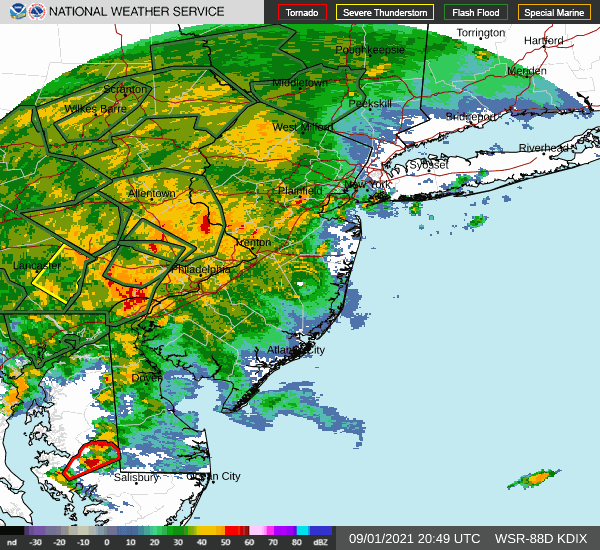 NATIONAL WEATHER SERVICE
Tornado
Severe Thunderstorm
Flash Flood
Special Marine
Torrington
Hartford
Poughkeepsie
Meriden
Middletown
Scranton
Wilkes Barre
Peekskill
Bridgeport
West Milford
Riverhead
Syosset
New York
Plainfield
Allentown
Trenton
Lancaster
Philadelphia
Atlantic City
Dover
Salisbury
Ocean City
nd -30 -20 -10 0 10 20 30 40 50 60 70 80 dBZ
09/01/2021 20:49 UTC WSR-88D KDIX